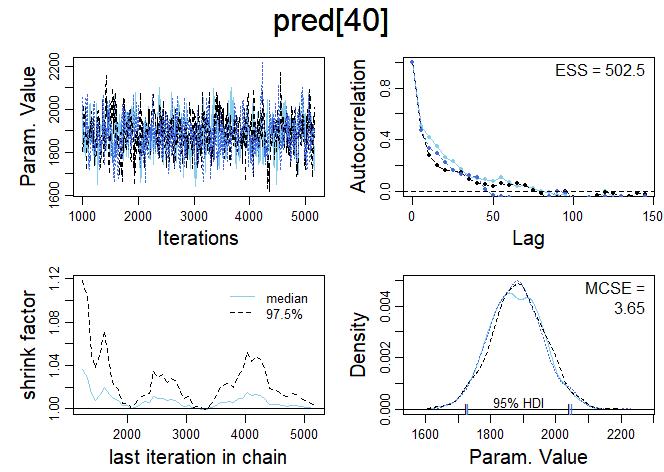 pred[40]
Param. Value
1600 1800 2000 2200
1000 2000 3000 4000 5000
Iterations
Autocorrelation
0.0 0.4 0.8
ESS = 502.5
0 50 100 150
Lag
shrink factor
1.00 1.04 1.08 1.12
median
97.5%
2000 3000 4000 5000
last iteration in chain
Density
0.000 0.002 0.004
MCSE =
3.65
95% HDI
1600 1800 2000 2200
Param. Value